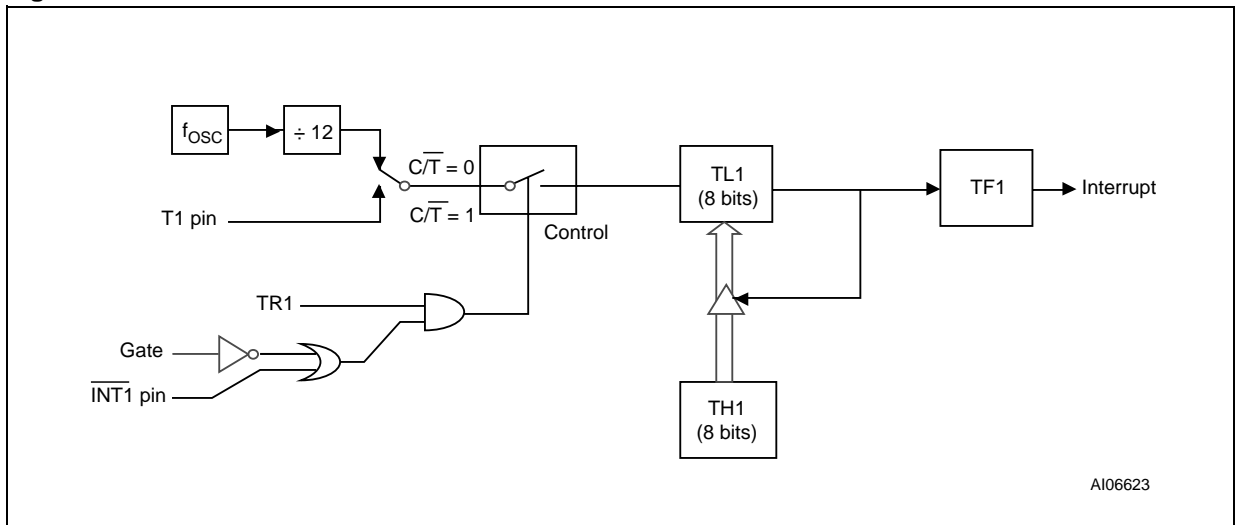 fOSC
÷ 12
C/T̅ = 0
T1 pin
C/T̅ = 1
Control
TL1
(8 bits)
TF1
Interrupt
TR1
Gate
I̅N̅T̅1̅ pin
TH1
(8 bits)
AI06623